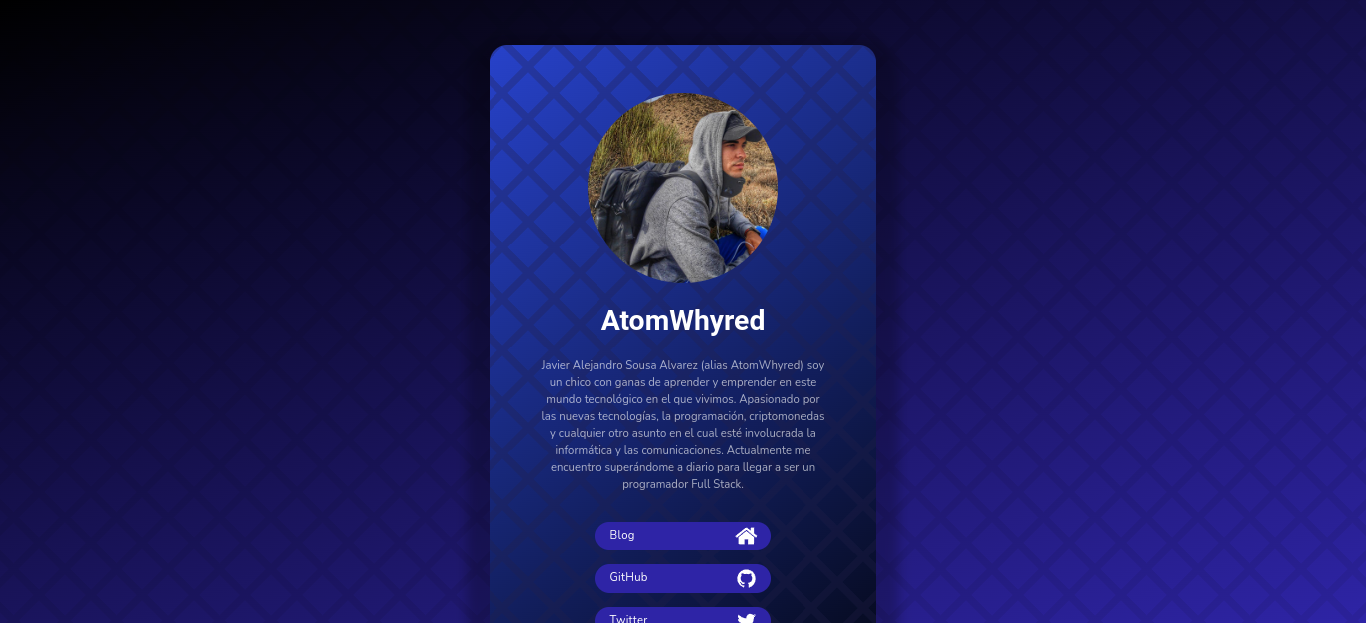 AtomWhyred
Javier Alejandro Sousa Alvarez (alias AtomWhyred) soy
un chico con ganas de aprender y emprender en este
mundo tecnológico en el que vivimos. Apasionado por
las nuevas tecnologías, la programación, criptomonedas
y cualquier otro asunto en el cual esté involucrada la
informática y las comunicaciones. Actualmente me
encuentro superándome a diario para llegar a ser un
programador Full Stack.
Blog
GitHub
Twitter